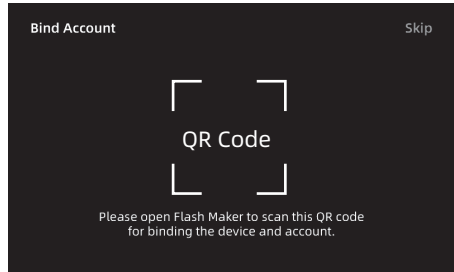 Bind Account
Skip
QR Code
Please open Flash Maker to scan this QR code
for binding the device and account.